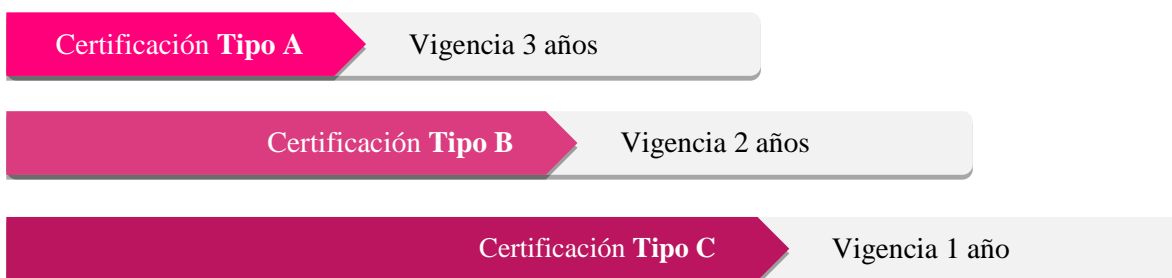 Certificación Tipo A Vigencia 3 años
Certificación Tipo B Vigencia 2 años
Certificación Tipo C Vigencia 1 año